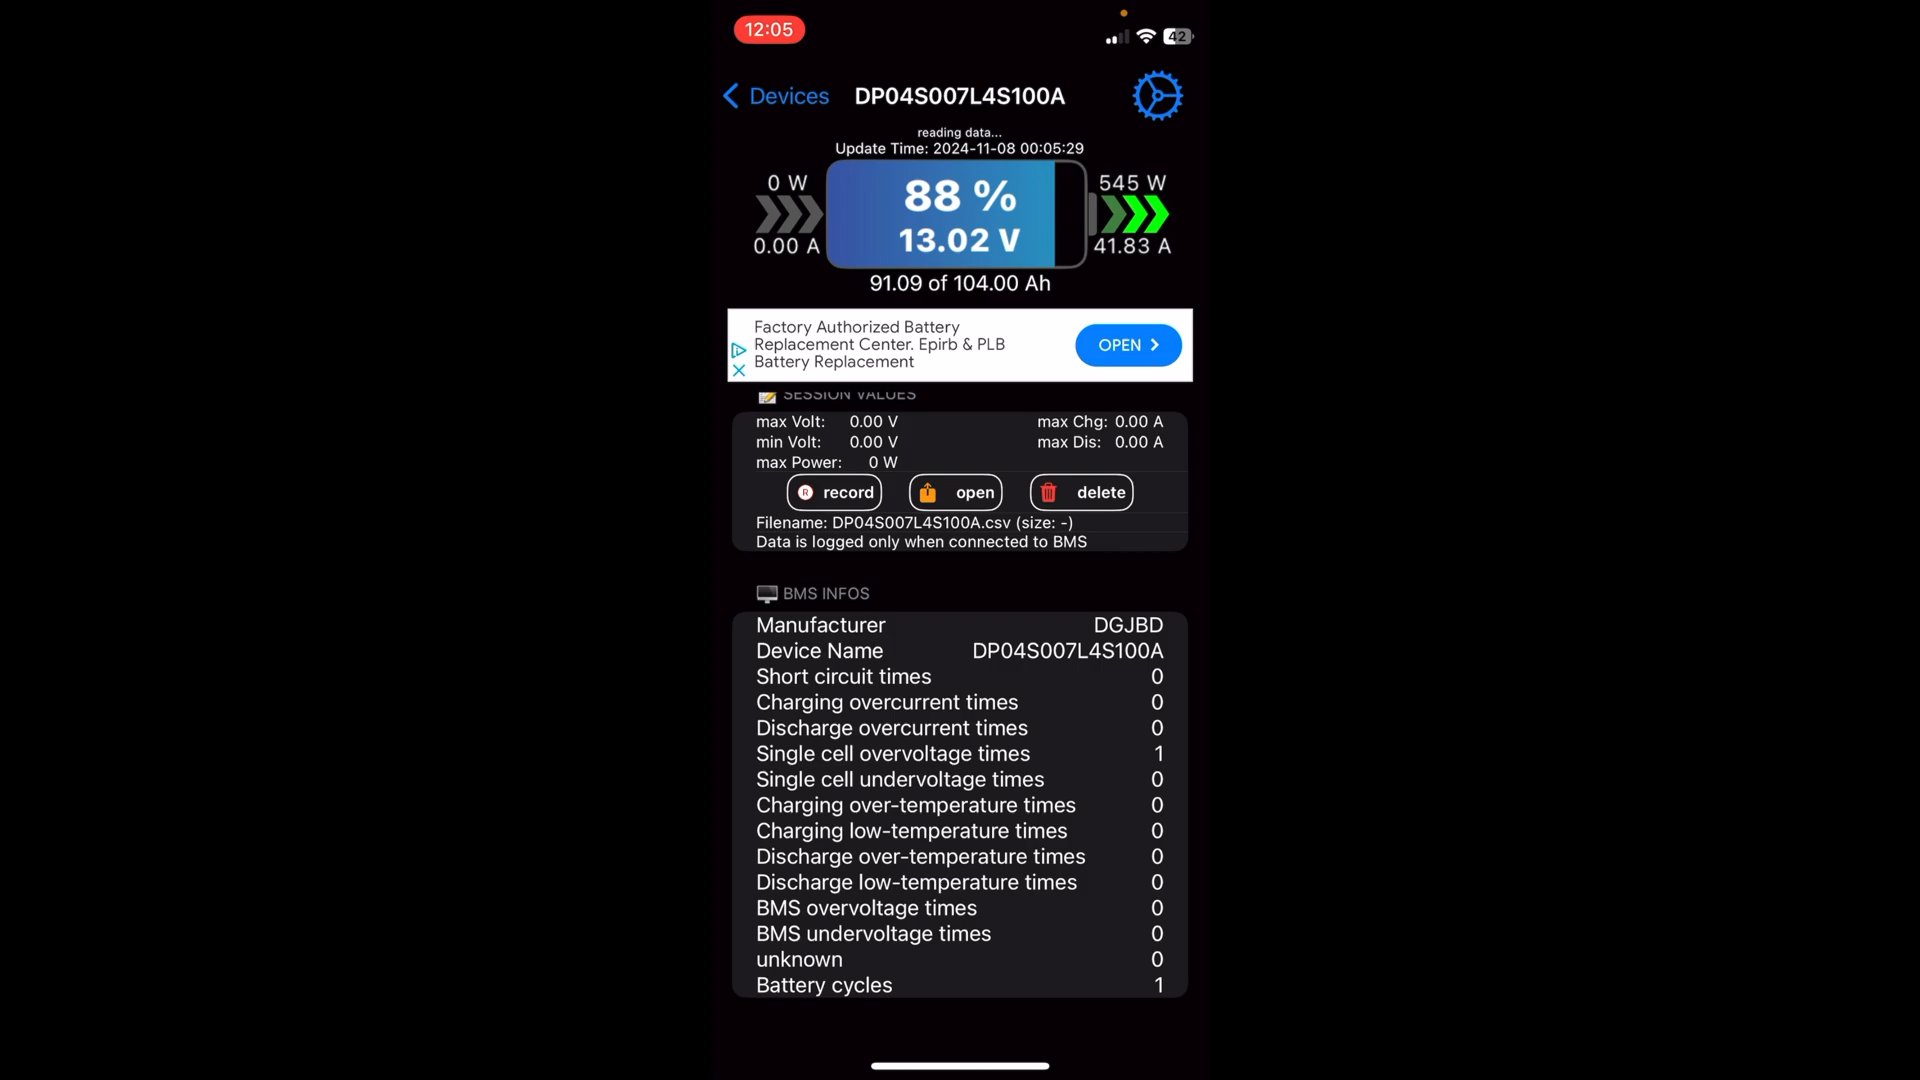 12:05
42
Devices
DP04S007L4S100A
reading data...
Update Time: 2024-11-08 00:05:29
0 W
88 %
545 W
0.00 A
13.02 V
41.83 A
91.09 of 104.00 Ah
Factory Authorized Battery
Replacement Center. Epirb & PLB
Battery Replacement
OPEN
SESSION VALUES
max Volt: 0.00 V
max Chg: 0.00 A
min Volt: 0.00 V
max Dis: 0.00 A
max Power: 0 W
R record
open
delete
Filename: DP04S007L4S100A.csv (size: -)
Data is logged only when connected to BMS
BMS INFOS
Manufacturer DGJBD
Device Name DP04S007L4S100A
Short circuit times 0
Charging overcurrent times 0
Discharge overcurrent times 0
Single cell overvoltage times 1
Single cell undervoltage times 0
Charging over-temperature times 0
Charging low-temperature times 0
Discharge over-temperature times 0
Discharge low-temperature times 0
BMS overvoltage times 0
BMS undervoltage times 0
unknown 0
Battery cycles 1